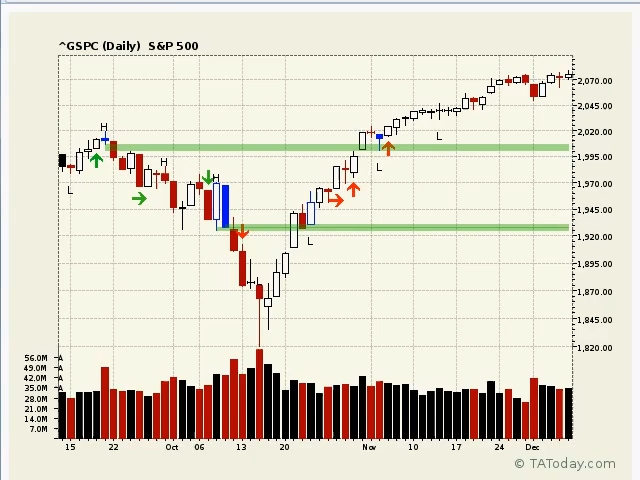 ^GSPC (Daily) S&P 500
2,070.00
2,045.00
2,020.00
1,995.00
1,970.00
1,945.00
1,920.00
1,895.00
1,870.00
1,845.00
1,820.00
H
H
H
L
L
L
L
56.0M A
49.0M A
42.0M A
35.0M A
28.0M
21.0M
14.0M
7.0M
15 22 Oct 06 13 20 Nov 10 17 24 Dec
© TAToday.com